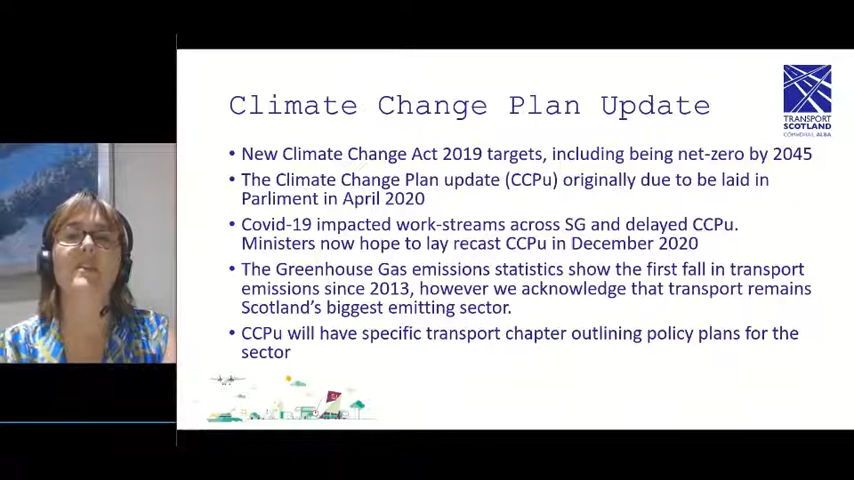 Climate Change Plan Update
TRANSPORT
SCOTLAND
CÒMHDHAIL ALBA
• New Climate Change Act 2019 targets, including being net-zero by 2045
• The Climate Change Plan update (CCPu) originally due to be laid in
Parliment in April 2020
• Covid-19 impacted work-streams across SG and delayed CCPu.
Ministers now hope to lay recast CCPu in December 2020
• The Greenhouse Gas emissions statistics show the first fall in transport
emissions since 2013, however we acknowledge that transport remains
Scotland's biggest emitting sector.
• CCPu will have specific transport chapter outlining policy plans for the
sector